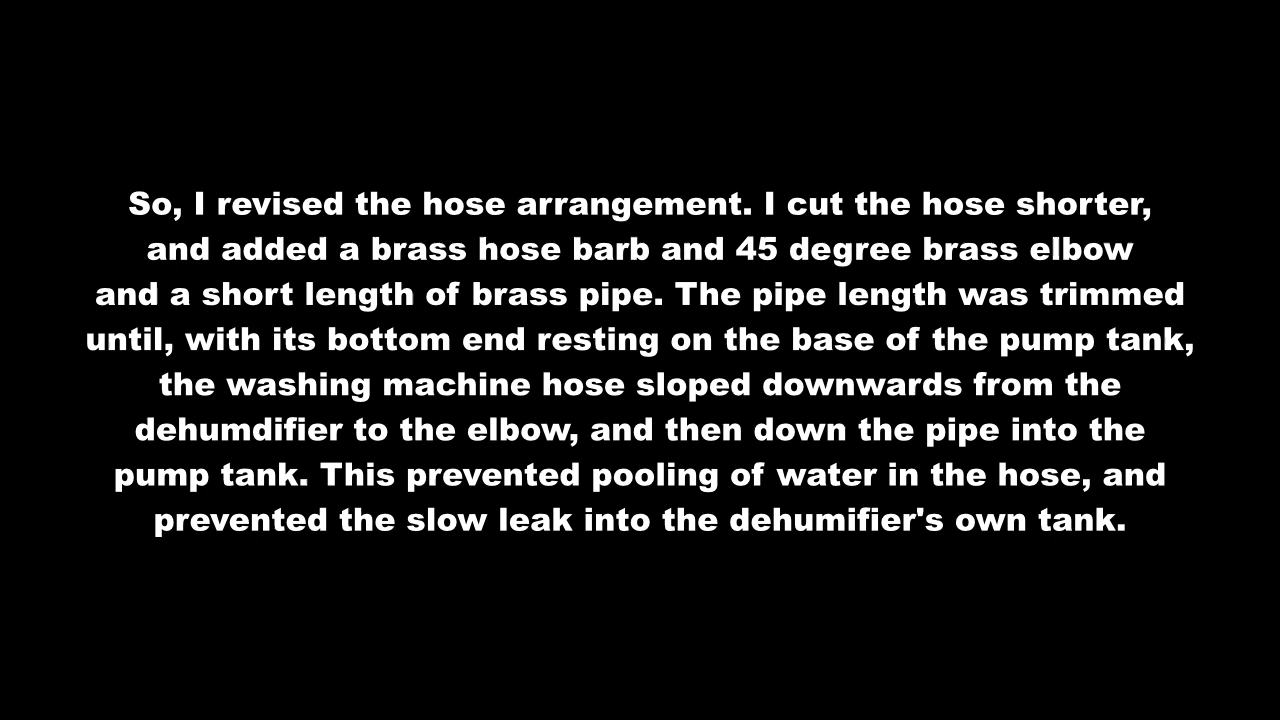 So, I revised the hose arrangement. I cut the hose shorter,
and added a brass hose barb and 45 degree brass elbow
and a short length of brass pipe. The pipe length was trimmed
until, with its bottom end resting on the base of the pump tank,
the washing machine hose sloped downwards from the
dehumdifier to the elbow, and then down the pipe into the
pump tank. This prevented pooling of water in the hose, and
prevented the slow leak into the dehumifier's own tank.